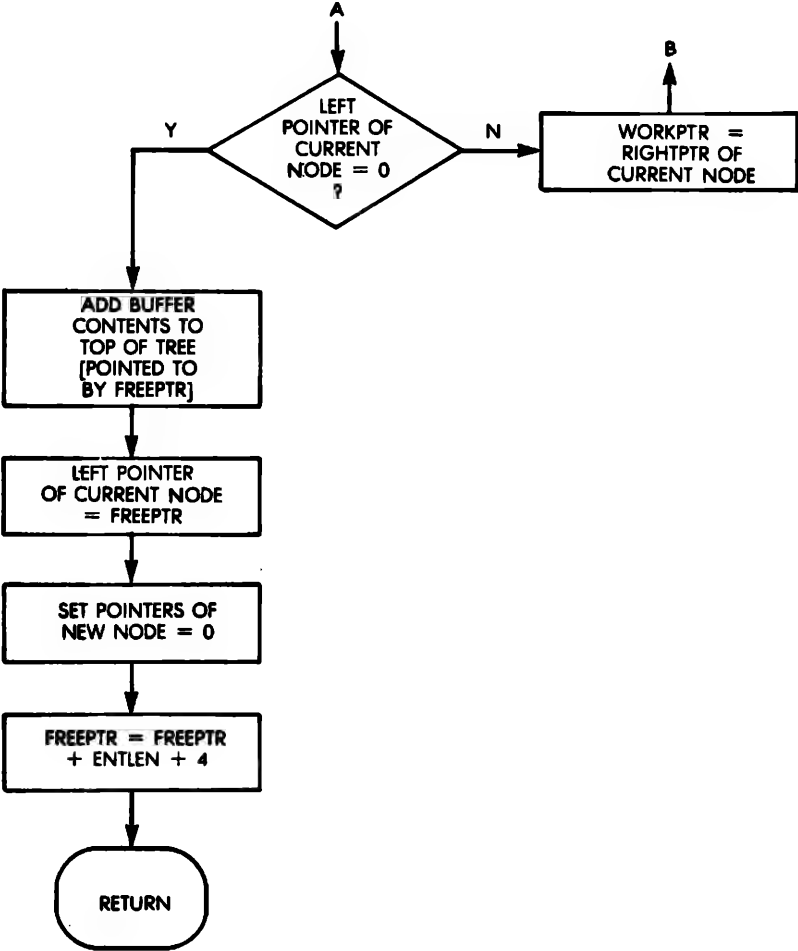 A
B
LEFT
POINTER OF
CURRENT
NODE = 0
?
Y
N
WORKPTR =
RIGHTPTR OF
CURRENT NODE
ADD BUFFER
CONTENTS TO
TOP OF TREE
[POINTED TO
BY FREEPTR]
LEFT POINTER
OF CURRENT NODE
= FREEPTR
SET POINTERS OF
NEW NODE = 0
FREEPTR = FREEPTR
+ ENTLEN + 4
RETURN